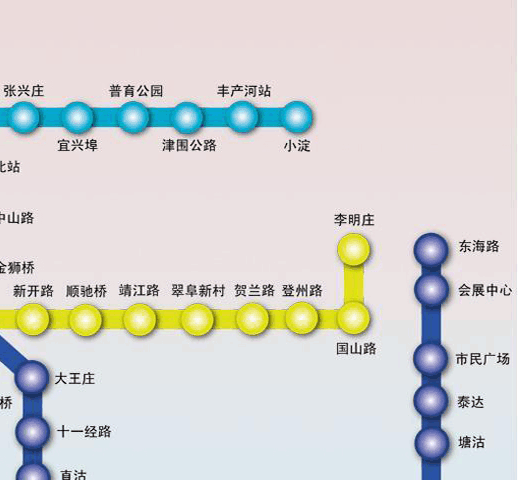 张兴庄
普育公园
丰产河站
宜兴埠
津围公路
小淀
北站
中山路
李明庄
东海路
金狮桥
新开路
顺驰桥
靖江路
翠阜新村
贺兰路
登州路
会展中心
国山路
市民广场
大王庄
桥
泰达
十一经路
塘沽
直沽